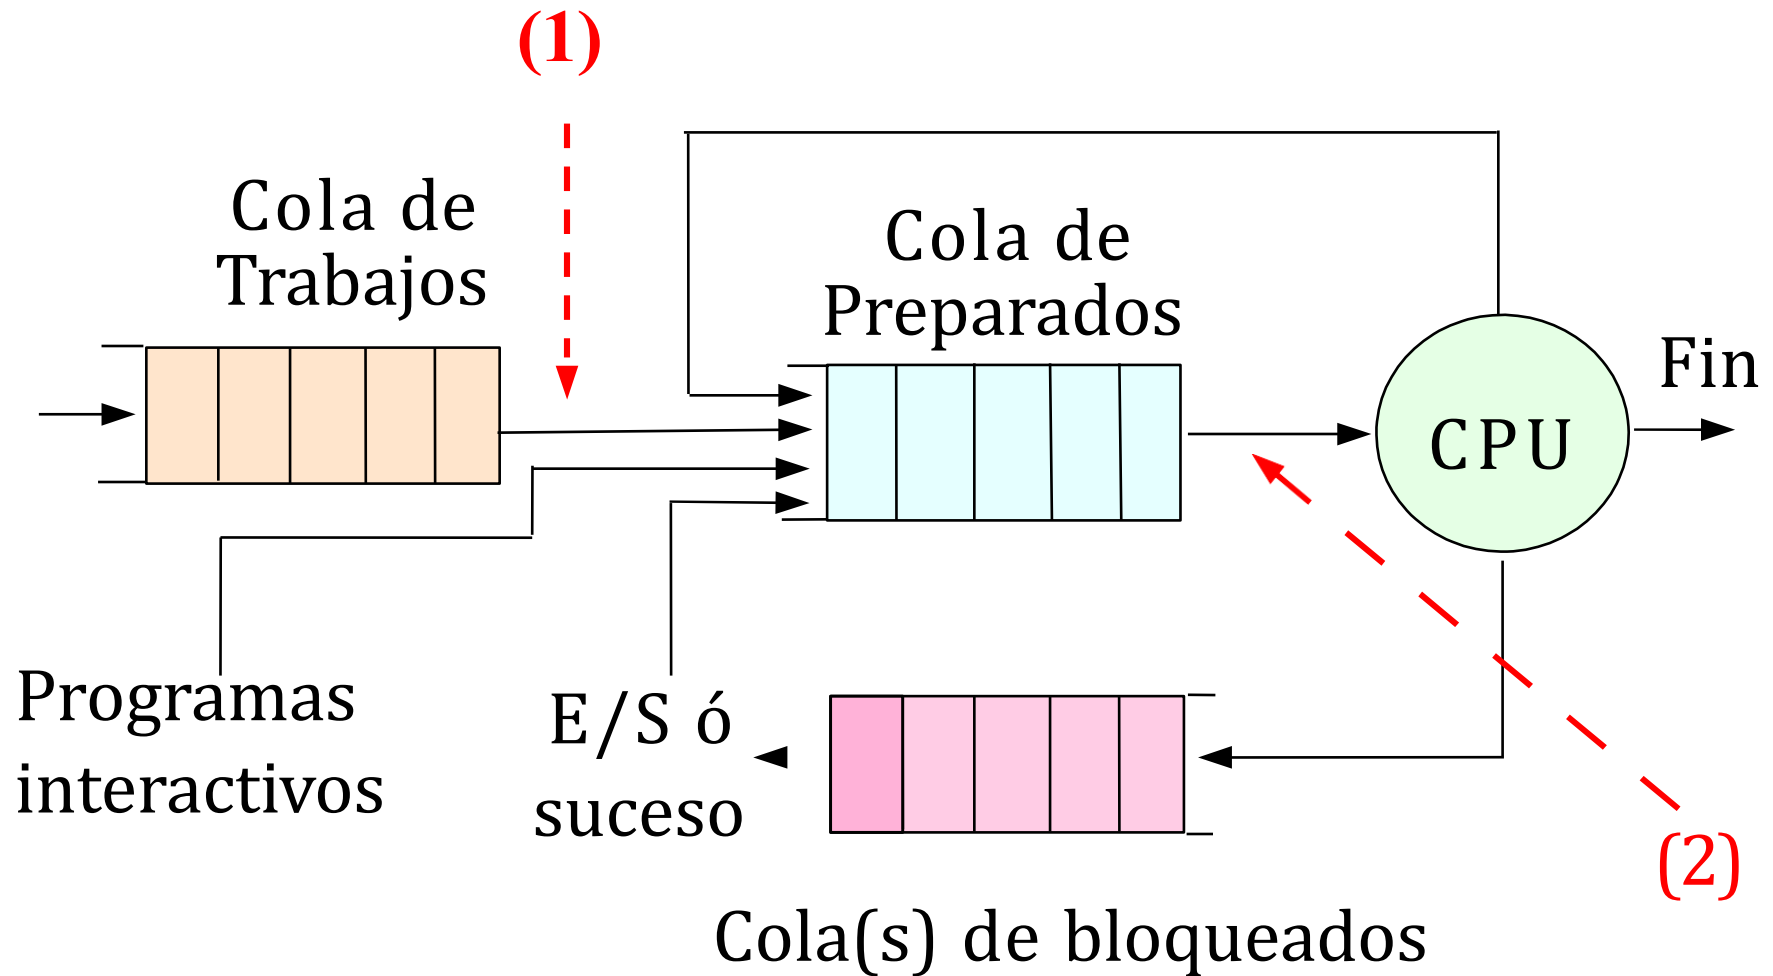 (1)
Cola de
Trabajos
Cola de
Preparados
Fin
CPU
Programas
interactivos
E/S ó
suceso
(2)
Cola(s) de bloqueados